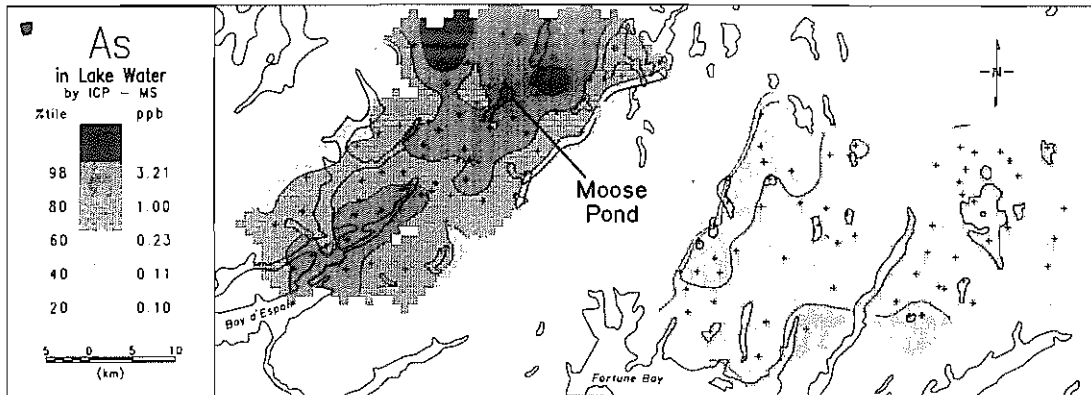 As
in Lake Water
by ICP - MS
%tile ppb
98 3.21
80 1.00
60 0.23
40 0.11
20 0.10
5 0 5 10
(km)
Moose
Pond
N
Bay d'Espoir
Fortune Bay